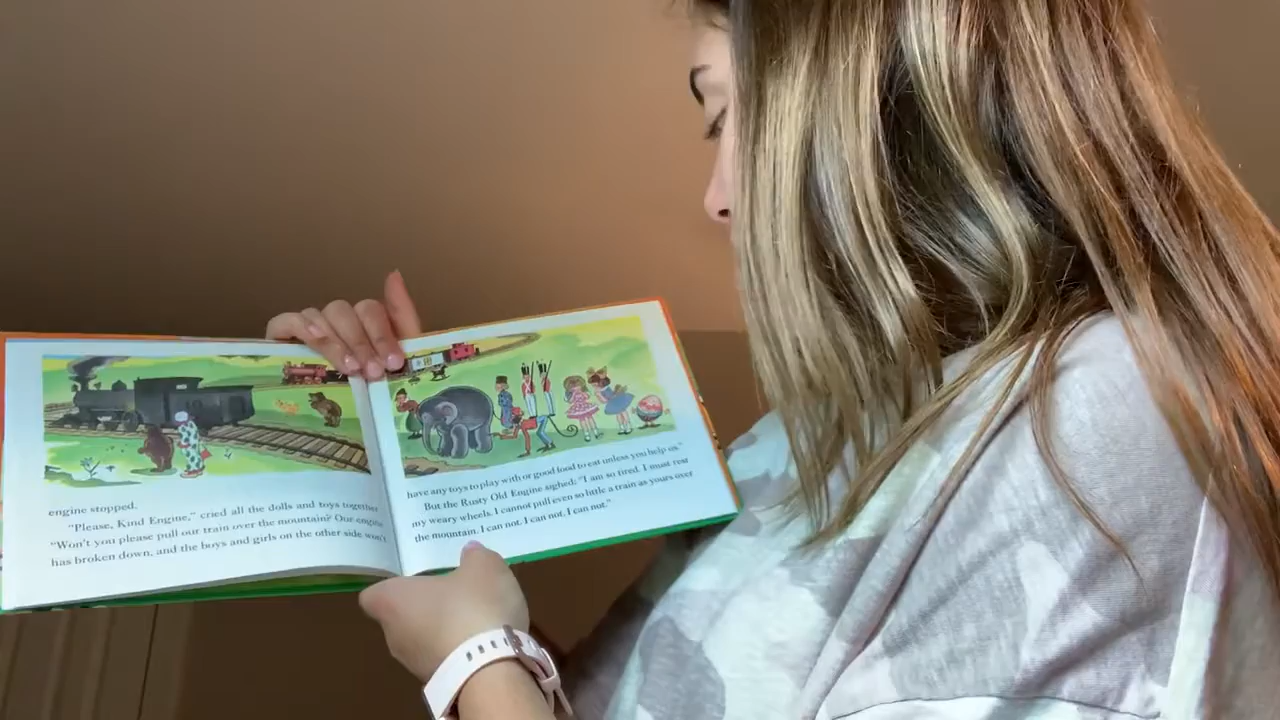 engine stopped.
"Please, Kind Engine," cried all the dolls and toys together.
"Won't you please pull our train over the mountain? Our engine
has broken down, and the boys and girls on the other side won't
have any toys to play with or good food to eat unless you help us."
But the Rusty Old Engine sighed: "I am so tired. I must rest
my weary wheels. I cannot pull even so little a train as yours over
the mountain. I can not. I can not. I can not."